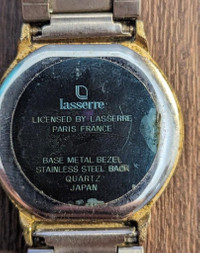 lasserre
LICENSED BY LASSERRE
PARIS FRANCE
BASE METAL BEZEL
STAINLESS STEEL BACK
QUARTZ
JAPAN